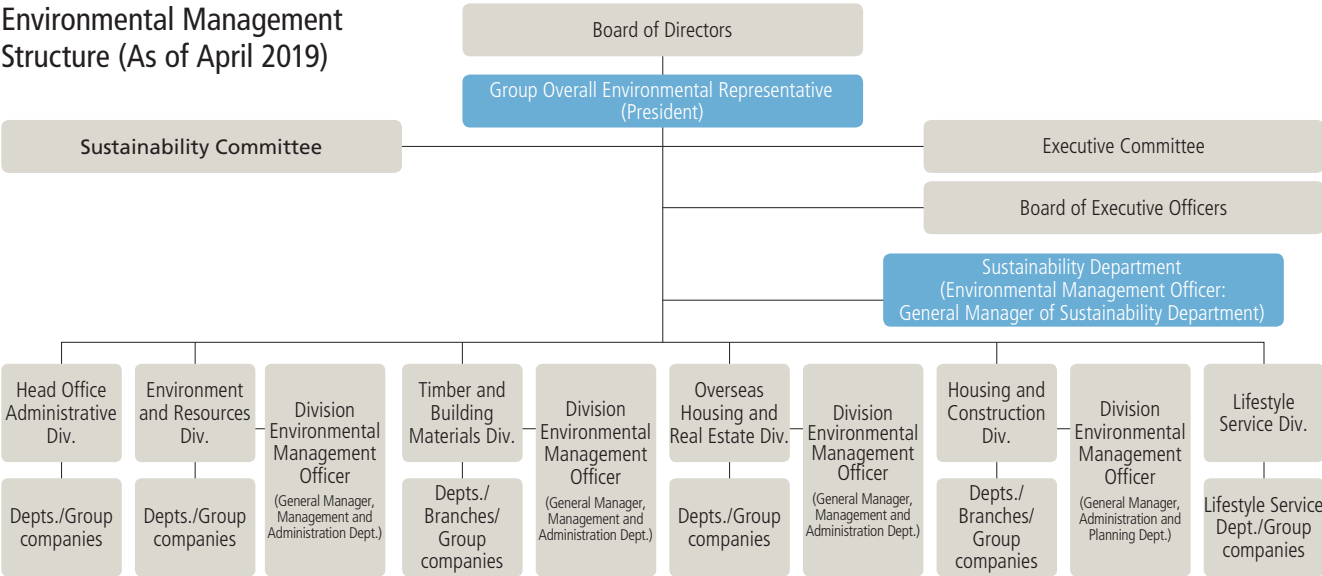 Environmental Management
Structure (As of April 2019)
Board of Directors
Group Overall Environmental Representative
(President)
Sustainability Committee
Executive Committee
Board of Executive Officers
Sustainability Department
(Environmental Management Officer:
General Manager of Sustainability Department)
Head Office
Administrative
Div.
Depts./Group
companies
Environment
and Resources
Div.
Depts./Group
companies
Division
Environmental
Management
Officer
(General Manager,
Management and
Administration Dept.)
Timber and
Building
Materials Div.
Depts./
Branches/
Group
companies
Division
Environmental
Management
Officer
(General Manager,
Management and
Administration Dept.)
Overseas
Housing and
Real Estate Div.
Depts./Group
companies
Division
Environmental
Management
Officer
(General Manager,
Management and
Administration Dept.)
Housing and
Construction
Div.
Depts./
Branches/
Group
companies
Division
Environmental
Management
Officer
(General Manager,
Administration and
Planning Dept.)
Lifestyle
Service Div.
Lifestyle Service
Dept./Group
companies